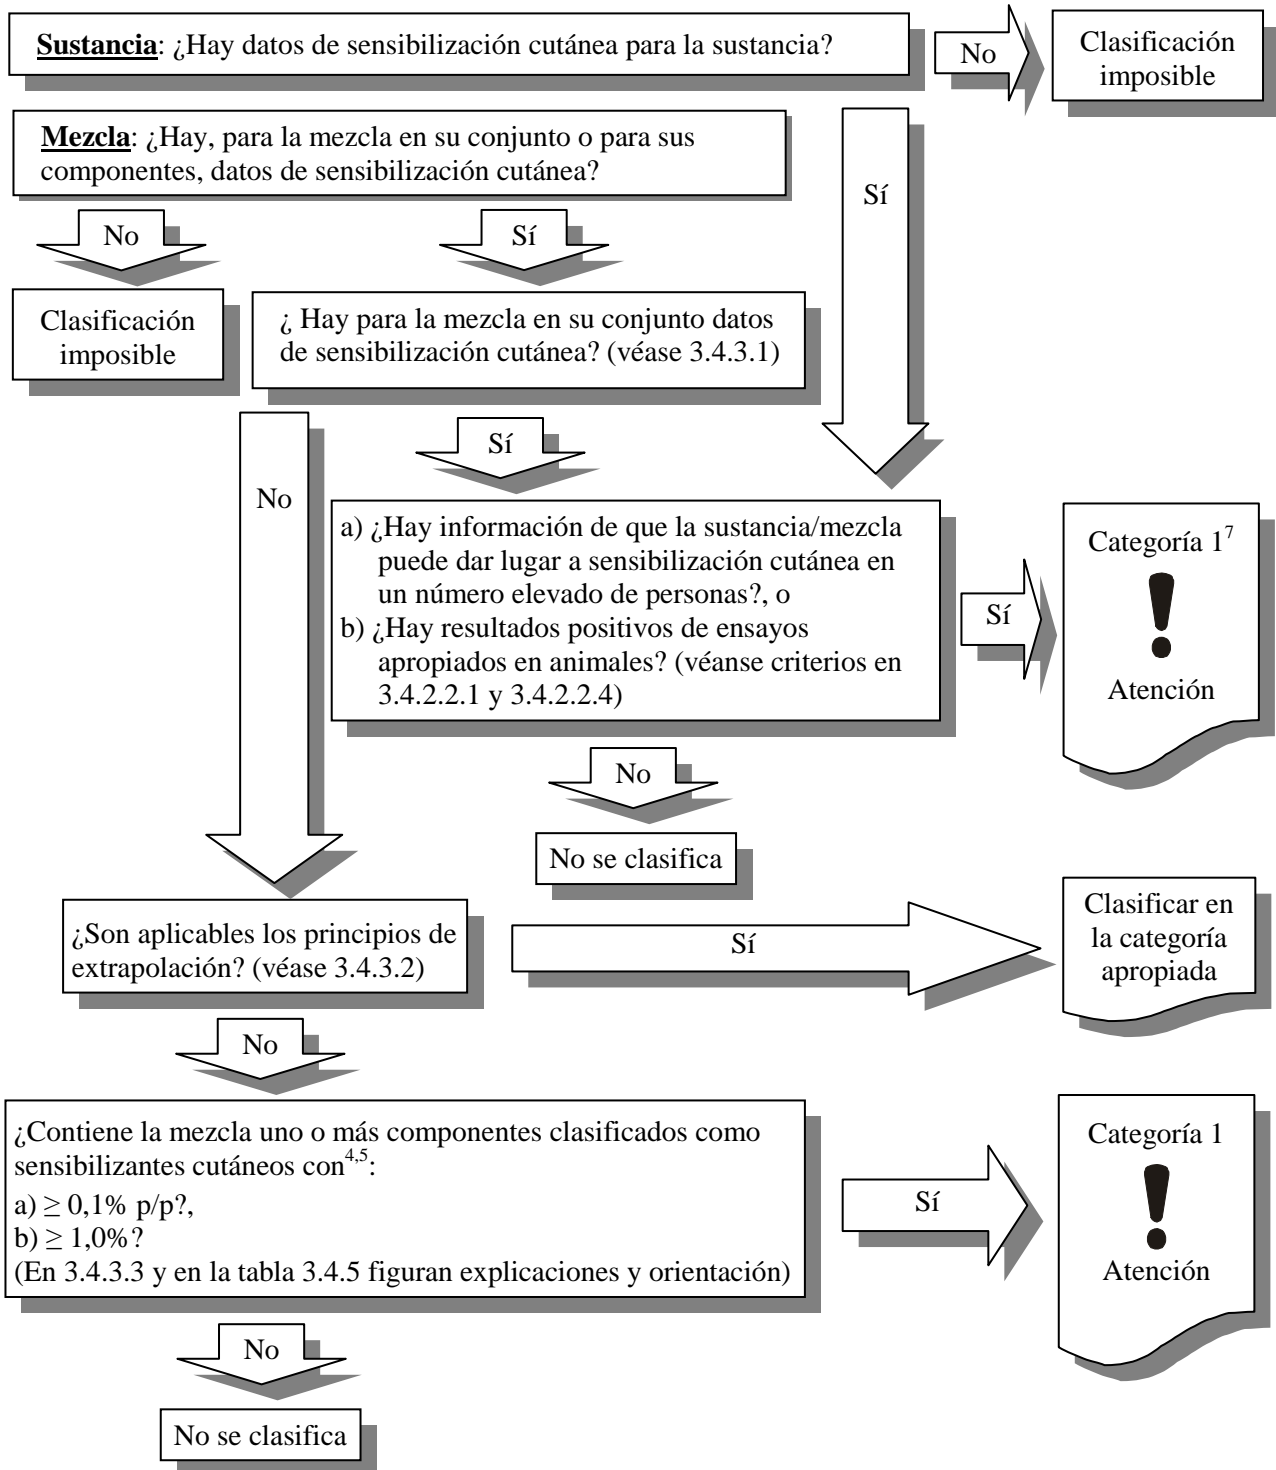 Sustancia: ¿Hay datos de sensibilización cutánea para la sustancia?
No
Clasificación
imposible
Mezcla: ¿Hay, para la mezcla en su conjunto o para sus
componentes, datos de sensibilización cutánea?
Sí
No
Sí
Clasificación
imposible
¿ Hay para la mezcla en su conjunto datos
de sensibilización cutánea? (véase 3.4.3.1)
Sí
No
a) ¿Hay información de que la sustancia/mezcla
puede dar lugar a sensibilización cutánea en
un número elevado de personas?, o
b) ¿Hay resultados positivos de ensayos
apropiados en animales? (véanse criterios en
3.4.2.2.1 y 3.4.2.2.4)
Sí
Categoría 1⁷
!
Atención
No
No se clasifica
¿Son aplicables los principios de
extrapolación? (véase 3.4.3.2)
Sí
Clasificar en
la categoría
apropiada
No
¿Contiene la mezcla uno o más componentes clasificados como
sensibilizantes cutáneos con⁴,⁵:
a) ≥ 0,1% p/p?,
b) ≥ 1,0%?
(En 3.4.3.3 y en la tabla 3.4.5 figuran explicaciones y orientación)
Sí
Categoría 1
!
Atención
No
No se clasifica